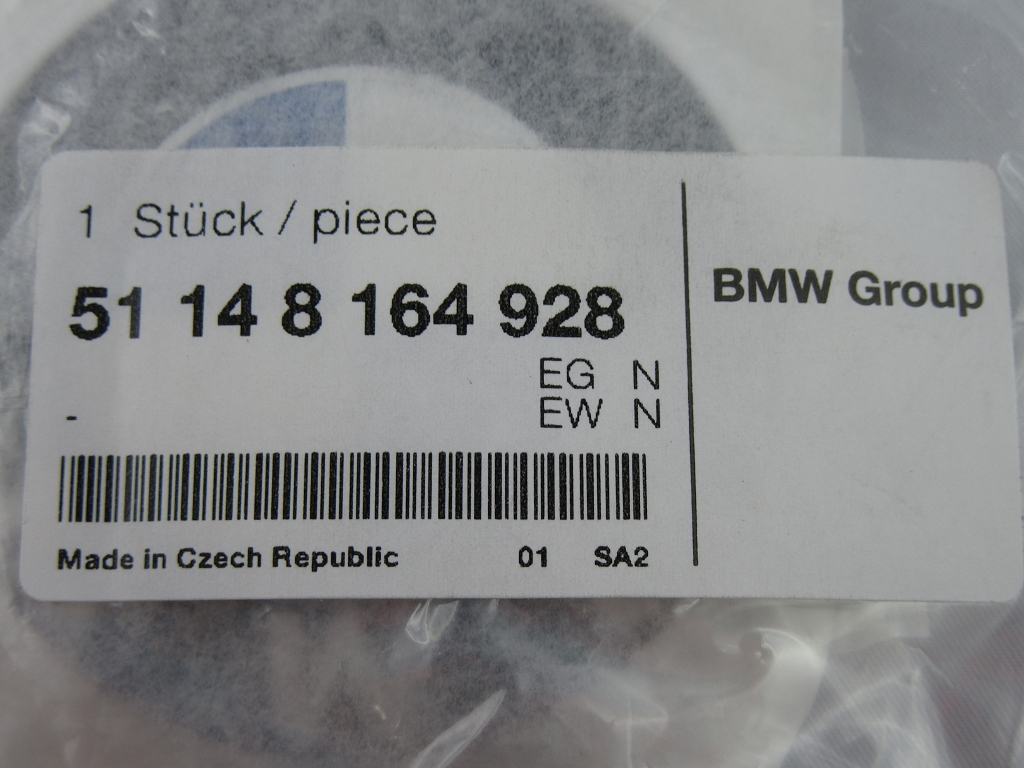 1 Stück / piece
51 14 8 164 928
BMW Group
EG N
- EW N
Made in Czech Republic 01 SA2